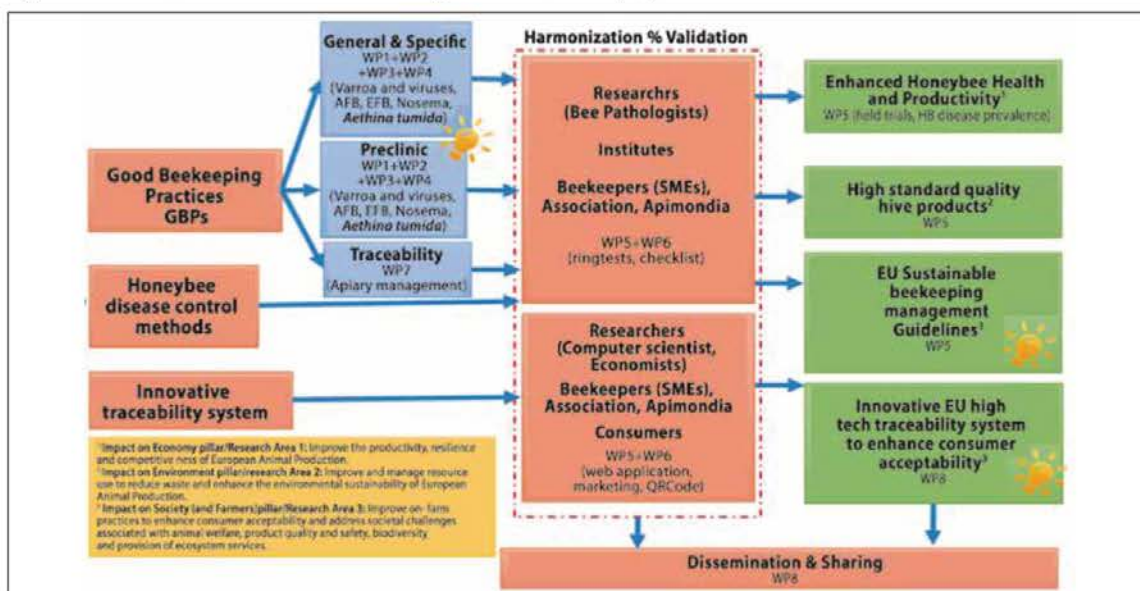 General & Specific
WP1+WP2
+WP3+WP4
(Varroa and viruses,
AFB, EFB, Nosema,
Aethina tumida)
Preclinic
WP1+WP2
+WP3+WP4
(Varroa and viruses,
AFB, EFB, Nosema,
Aethina tumida)
Traceability
WP7
(Apiary management)
Good Beekeeping
Practices
GBPs
Honeybee
disease control
methods
Innovative
traceability system
Harmonization % Validation
Researchrs
(Bee Pathologists)
Institutes
Beekeepers (SMEs),
Association, Apimondia
WP5+WP6
(ringtests, checklist)
Researchers
(Computer scientist,
Economists)
Beekeepers (SMEs),
Association, Apimondia
Consumers
WP5+WP6
(web application,
marketing, QRCode)
Enhanced Honeybee Health
and Productivity¹
WP5 (field trials, HB disease prevalence)
High standard quality
hive products²
WP5
EU Sustainable
beekeeping
management
Guidelines³
WP5
Innovative EU high
tech traceability system
to enhance consumer
acceptability³
WP8
¹ Impact on Economy pillar/Research Area 1: Improve the productivity, resilience
and competitive ness of European Animal Production.
² Impact on Environment pillar/research Area 2: Improve and manage resource
use to reduce waste and enhance the environmental sustainability of European
Animal Production.
³ Impact on Society (and Farmers)pillar/Research Area 3: Improve on- farm
practices to enhance consumer acceptability and address societal challenges
associated with animal welfare, product quality and safety, biodiversity
and provision of ecosystem services.
Dissemination & Sharing
WP8